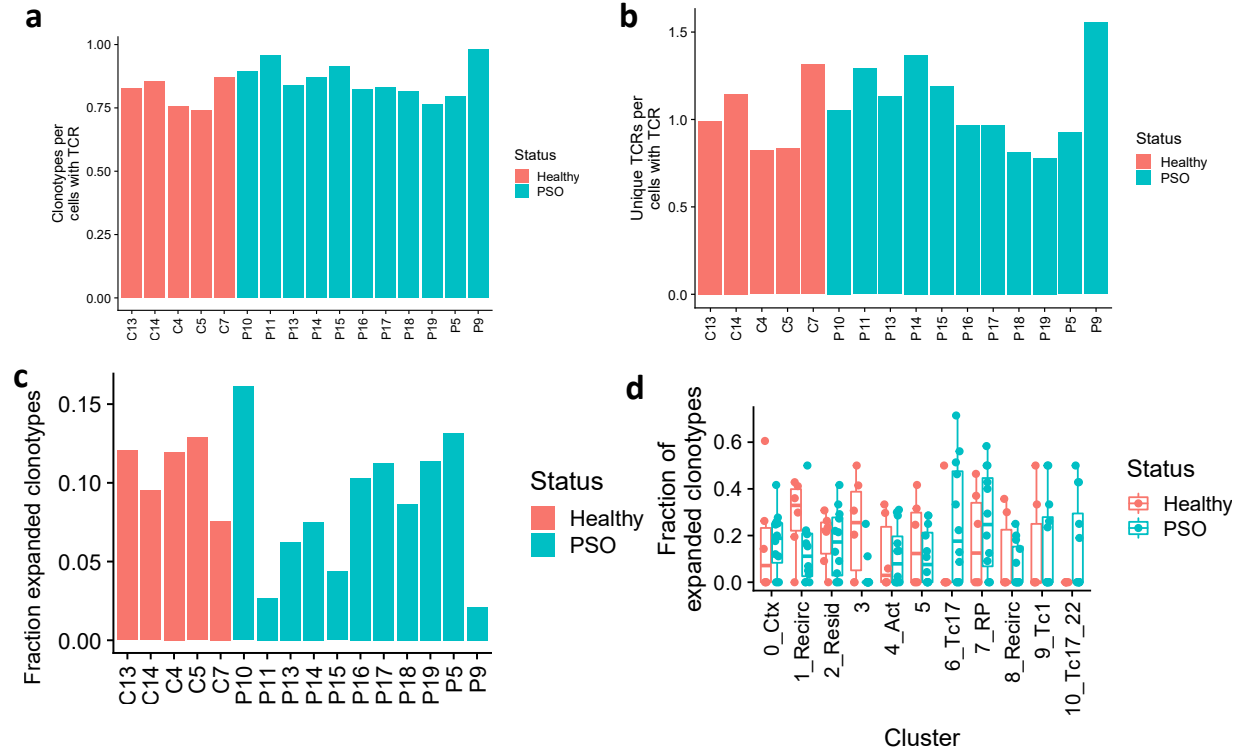 a
Clonotypes per
cells with TCR
1.00
0.75
0.50
0.25
0.00
C13 C14 C4 C5 C7 P10 P11 P13 P14 P15 P16 P17 P18 P19 P5 P9
Status
Healthy
PSO
b
Unique TCRs per
cells with TCR
1.5
1.0
0.5
0.0
C13 C14 C4 C5 C7 P10 P11 P13 P14 P15 P16 P17 P18 P19 P5 P9
Status
Healthy
PSO
c
Fraction expanded clonotypes
0.15
0.10
0.05
0.00
C13 C14 C4 C5 C7 P10 P11 P13 P14 P15 P16 P17 P18 P19 P5 P9
Status
Healthy
PSO
d
Fraction of
expanded clonotypes
0.6
0.4
0.2
0.0
0_Ctx 1_Recirc 2_Resid 3 4_Act 5 6_Tc17 7_RP 8_Recirc 9_Tc1 10_Tc17_22
Cluster
Status
Healthy
PSO